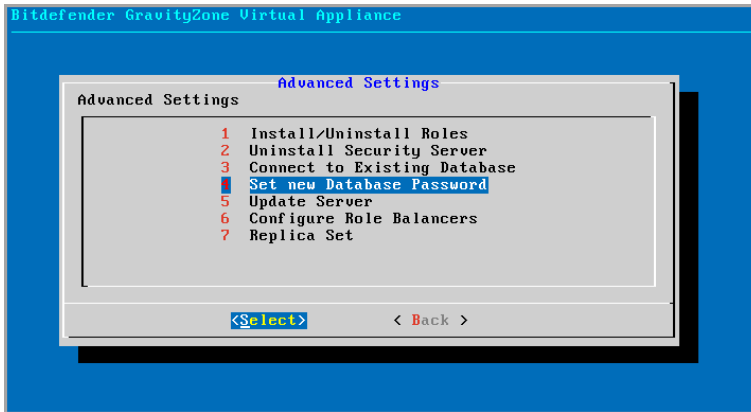 Bitdefender GravityZone Virtual Appliance
Advanced Settings
Advanced Settings
1 Install/Uninstall Roles
2 Uninstall Security Server
3 Connect to Existing Database
4 Set new Database Password
5 Update Server
6 Configure Role Balancers
7 Replica Set
<Select> < Back >